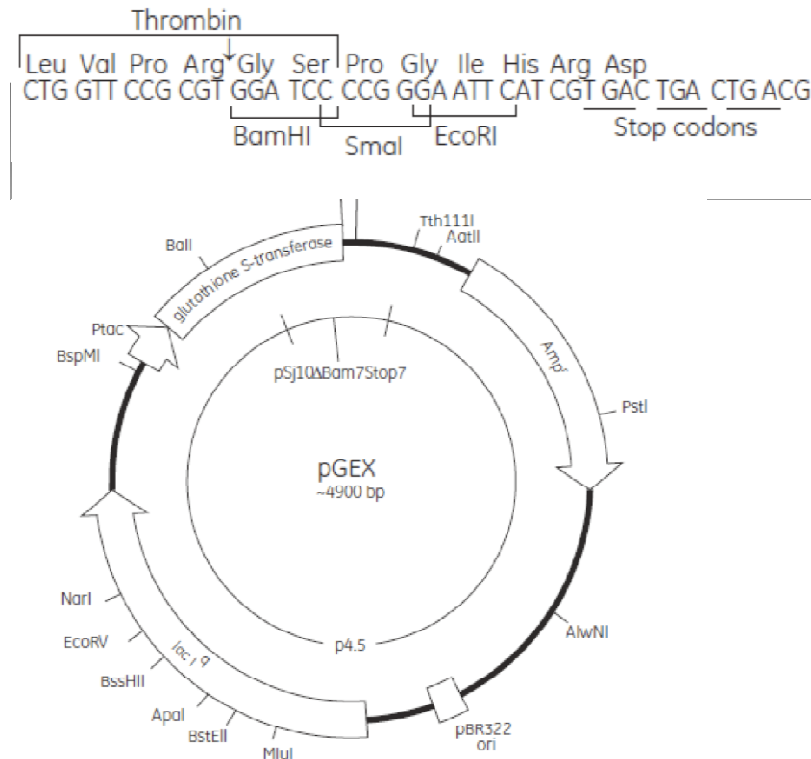 Thrombin
Leu Val Pro Arg Gly Ser Pro Gly Ile His Arg Asp
CTG GTT CCG CGT GGA TCC CCG GGA ATT CAT CGT GAC TGA CTGACG
BamHI
SmaI
EcoRI
Stop codons
Tth111I
AatII
BalI
glutathione S-transferase
Ptac
BspMI
pSj10ΔBam7Stop7
Ampʳ
PstI
pGEX
~4900 bp
NarI
EcoRV
BssHII
ApaI
BstEII
MluI
lac Iq
p4.5
AlwNI
pBR322
ori